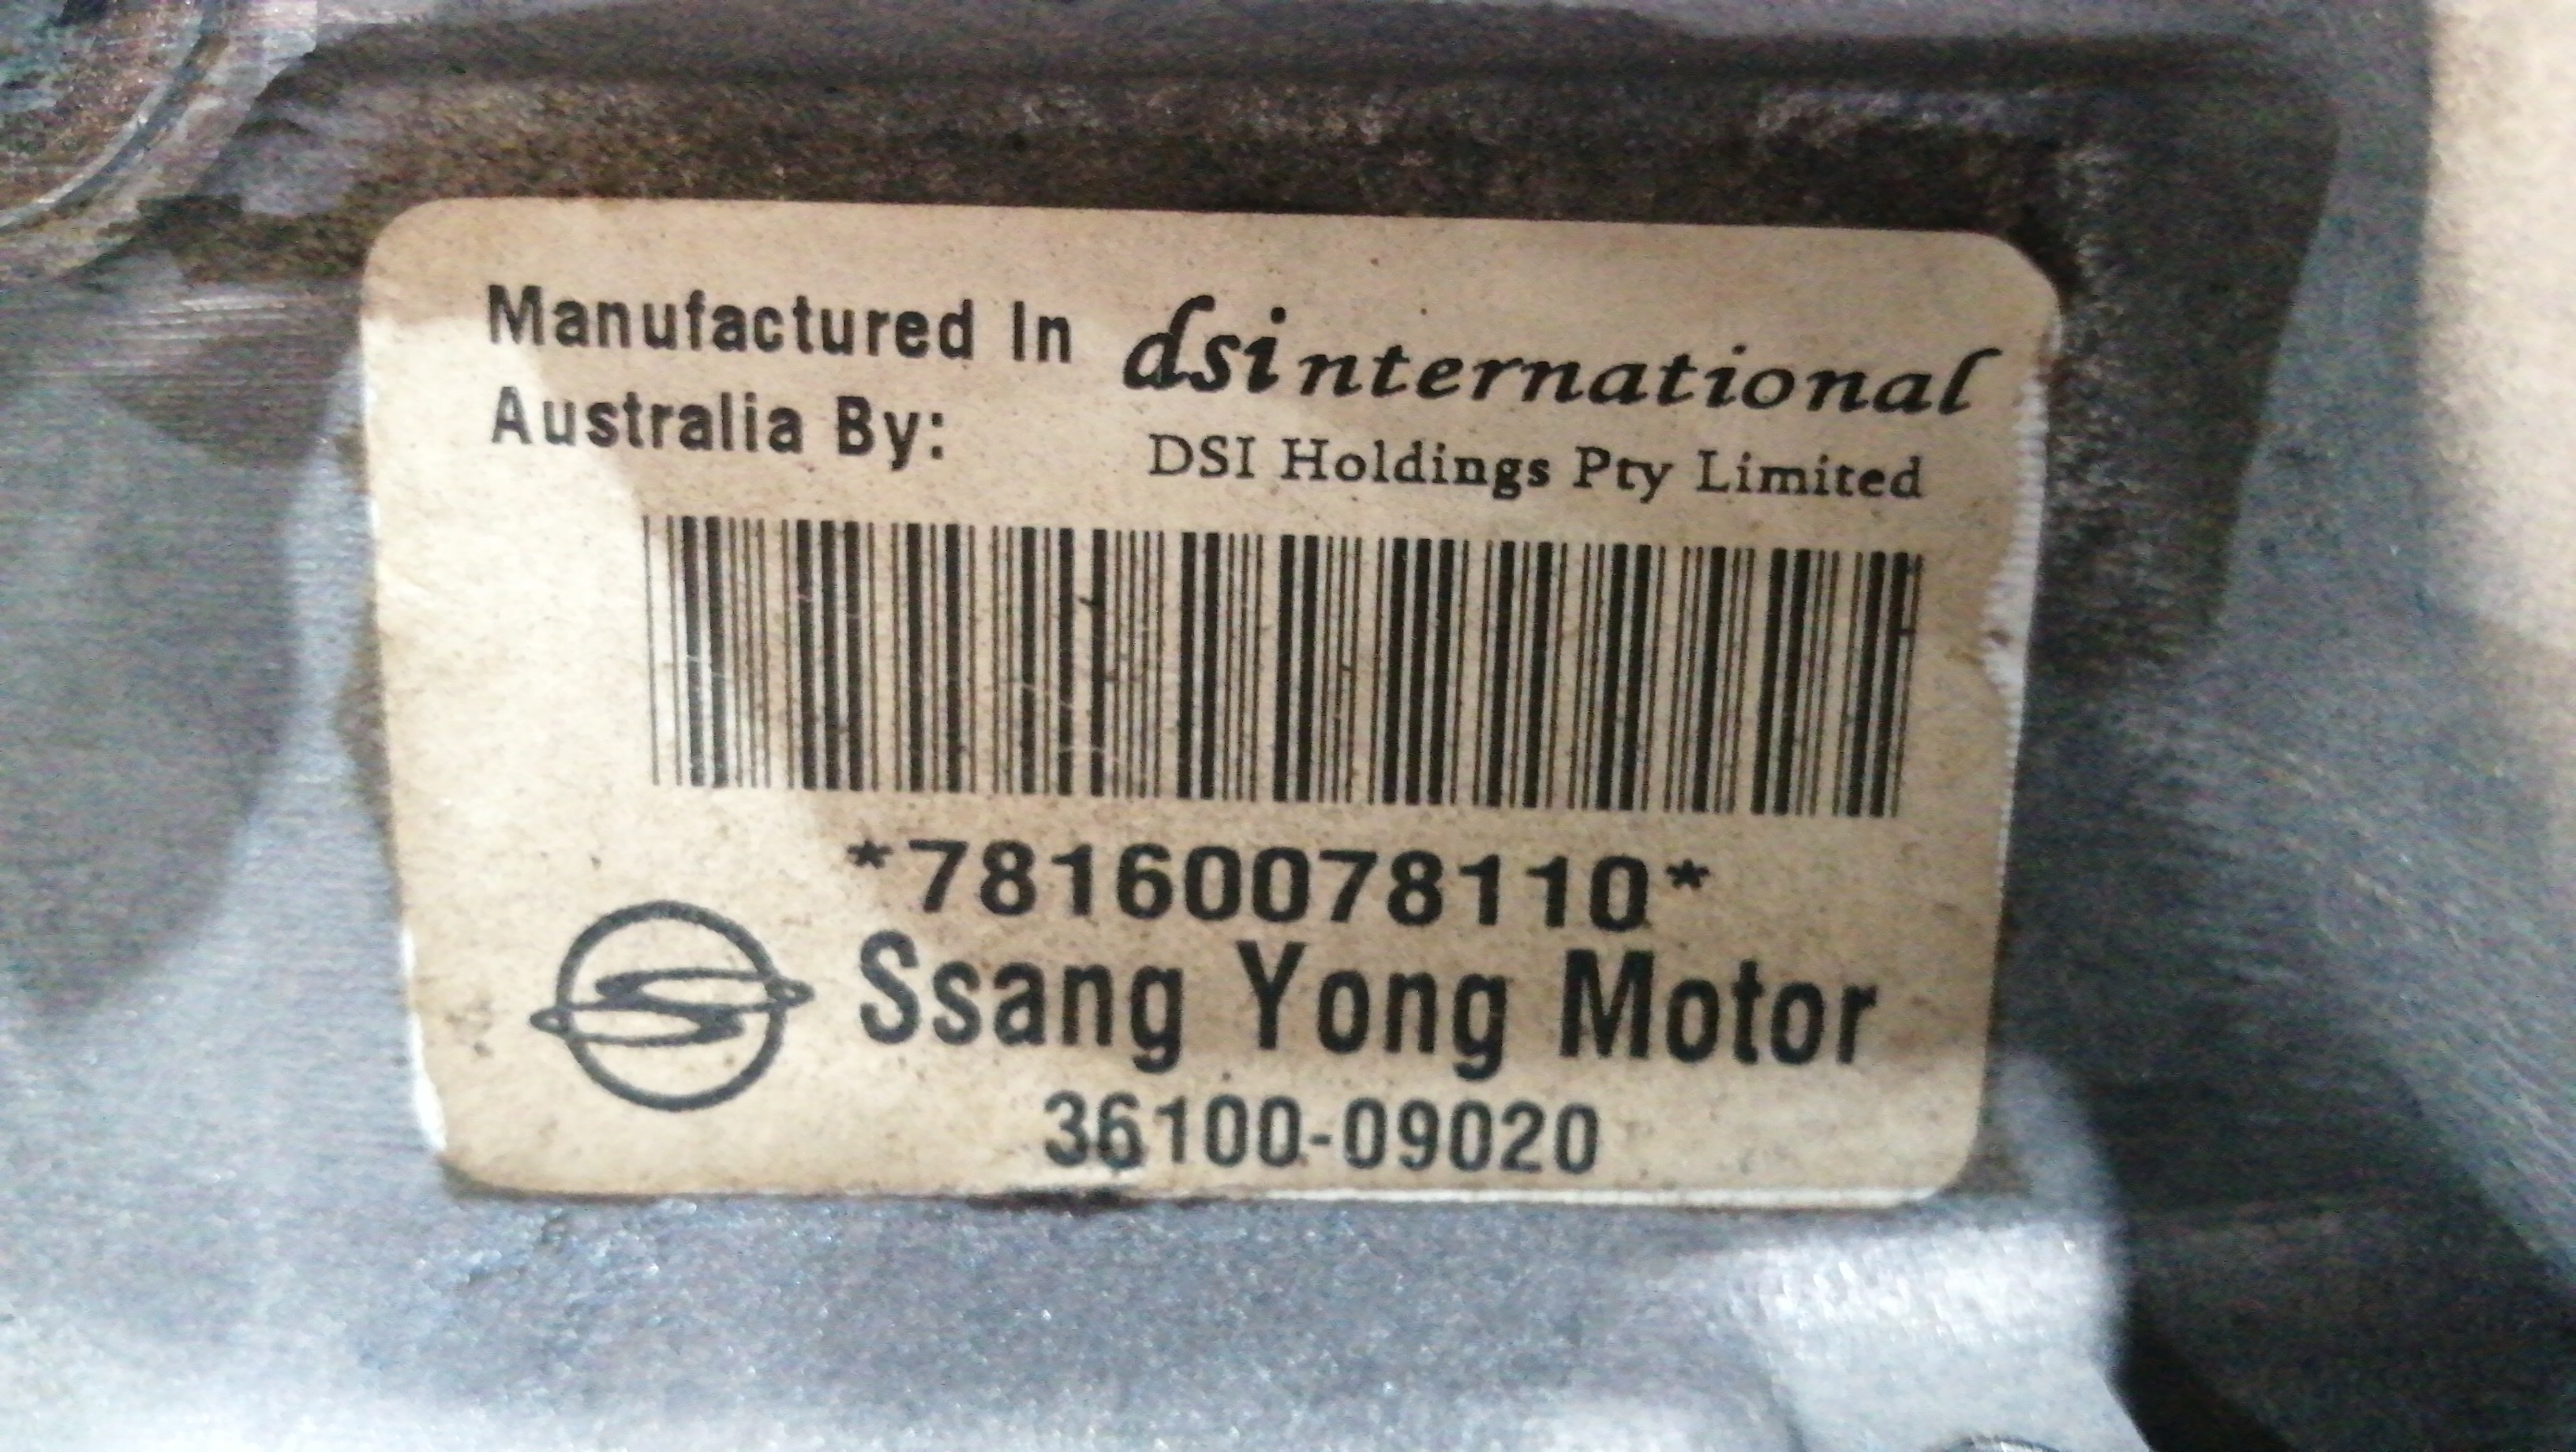 Manufactured In
Australia By:
dsinternational
DSI Holdings Pty Limited
*78160078110*
Ssang Yong Motor
36100-09020